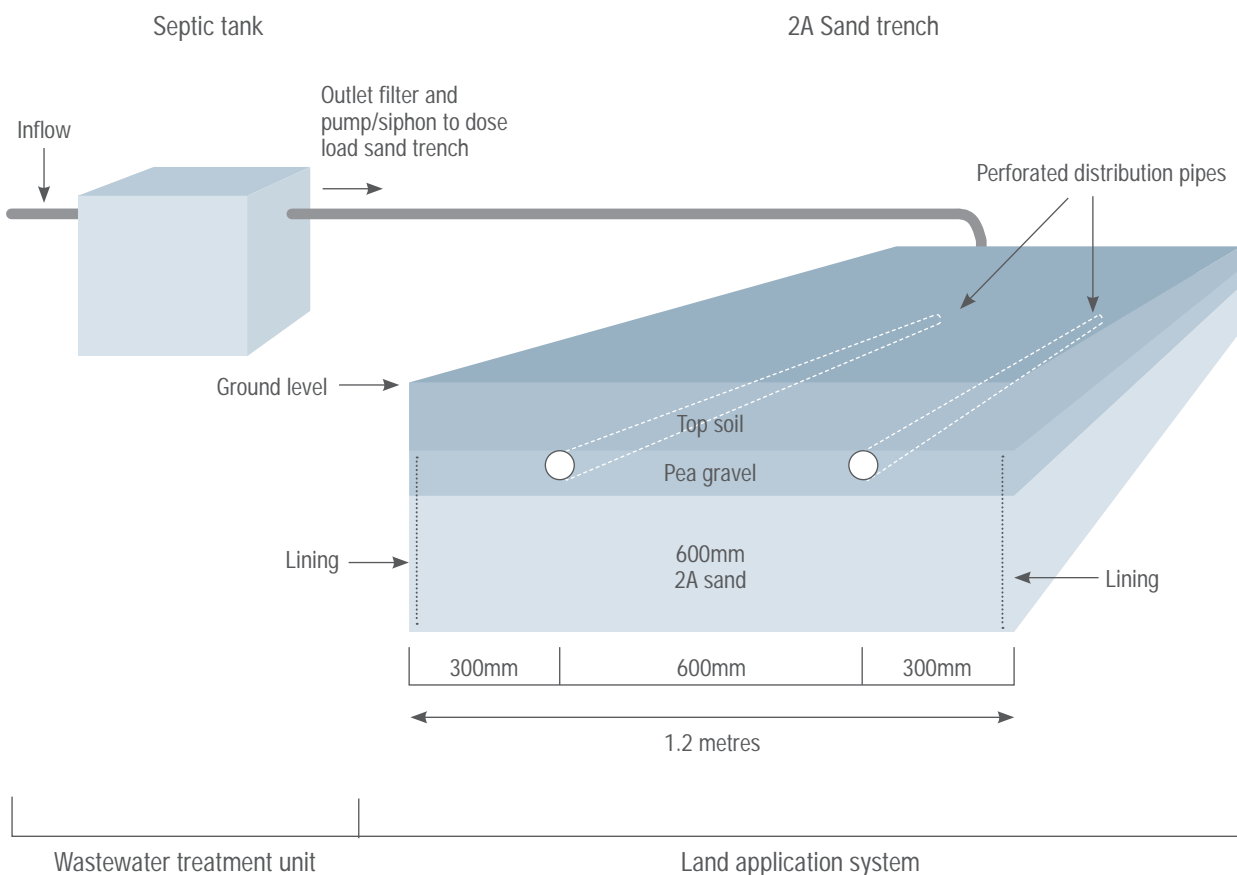 Septic tank
2A Sand trench
Outlet filter and
pump/siphon to dose
load sand trench
Inflow
Perforated distribution pipes
Ground level
Top soil
Pea gravel
Lining
600mm
2A sand
Lining
300mm
600mm
300mm
1.2 metres
Wastewater treatment unit
Land application system